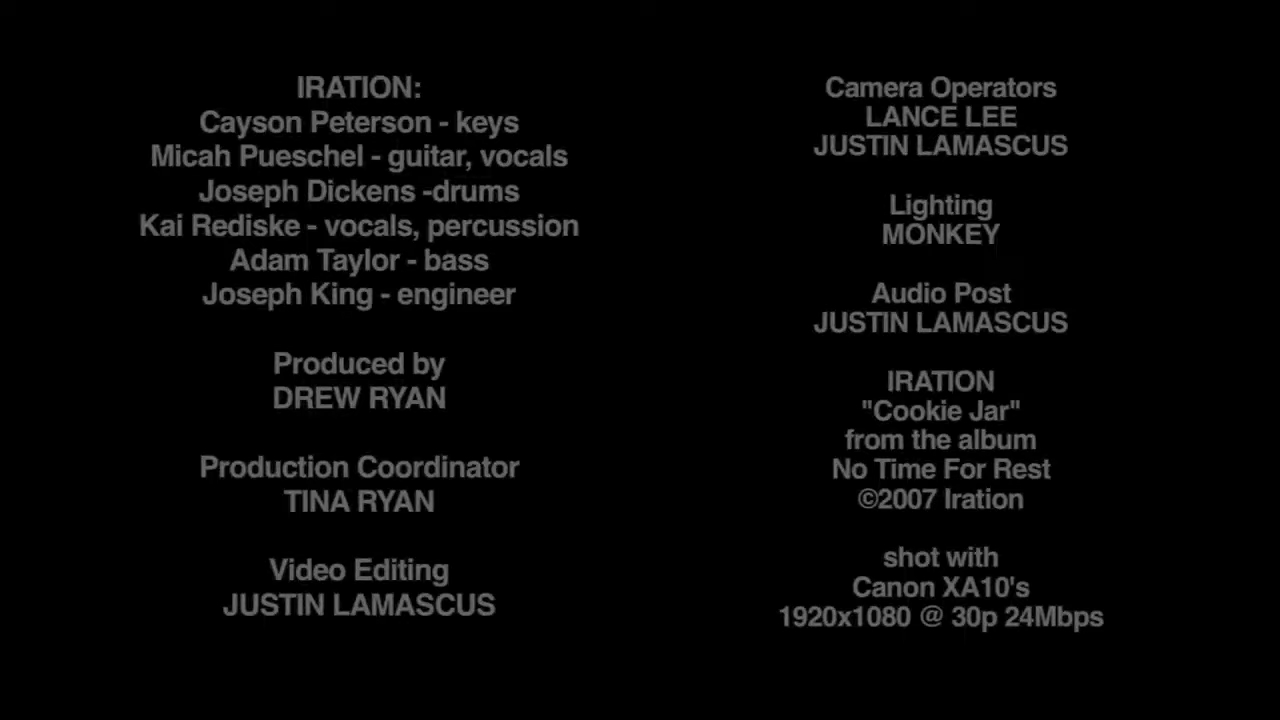 IRATION:
Cayson Peterson - keys
Micah Pueschel - guitar, vocals
Joseph Dickens -drums
Kai Rediske - vocals, percussion
Adam Taylor - bass
Joseph King - engineer
Produced by
DREW RYAN
Production Coordinator
TINA RYAN
Video Editing
JUSTIN LAMASCUS
Camera Operators
LANCE LEE
JUSTIN LAMASCUS
Lighting
MONKEY
Audio Post
JUSTIN LAMASCUS
IRATION
"Cookie Jar"
from the album
No Time For Rest
©2007 Iration
shot with
Canon XA10's
1920x1080 @ 30p 24Mbps